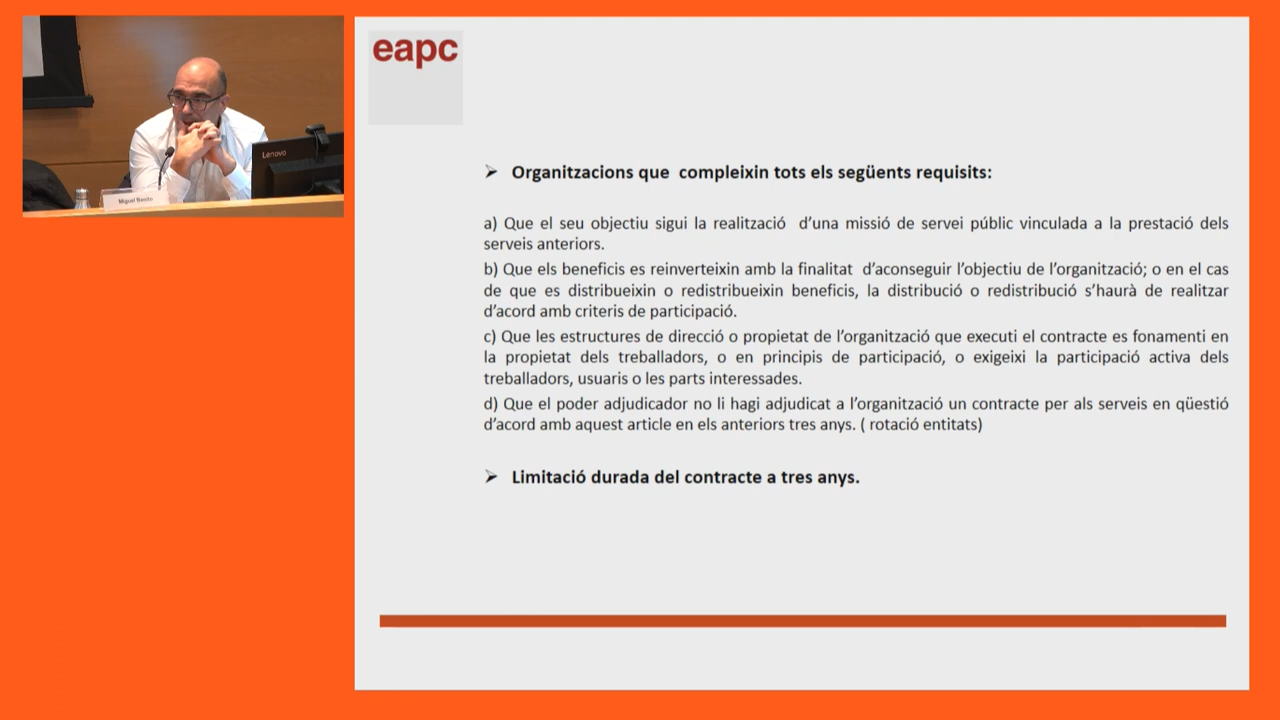 Lenovo
Miguel Benito
eapc
➢ Organitzacions que compleixin tots els següents requisits:
a) Que el seu objectiu sigui la realització d’una missió de servei públic vinculada a la prestació dels
serveis anteriors.
b) Que els beneficis es reinverteixin amb la finalitat d’aconseguir l’objectiu de l’organització; o en el cas
de que es distribueixin o redistribueixin beneficis, la distribució o redistribució s’haurà de realitzar
d’acord amb criteris de participació.
c) Que les estructures de direcció o propietat de l’organització que executi el contracte es fonamenti en
la propietat dels treballadors, o en principis de participació, o exigeixi la participació activa dels
treballadors, usuaris o les parts interessades.
d) Que el poder adjudicador no li hagi adjudicat a l’organització un contracte per als serveis en qüestió
d’acord amb aquest article en els anteriors tres anys. ( rotació entitats)
➢ Limitació durada del contracte a tres anys.